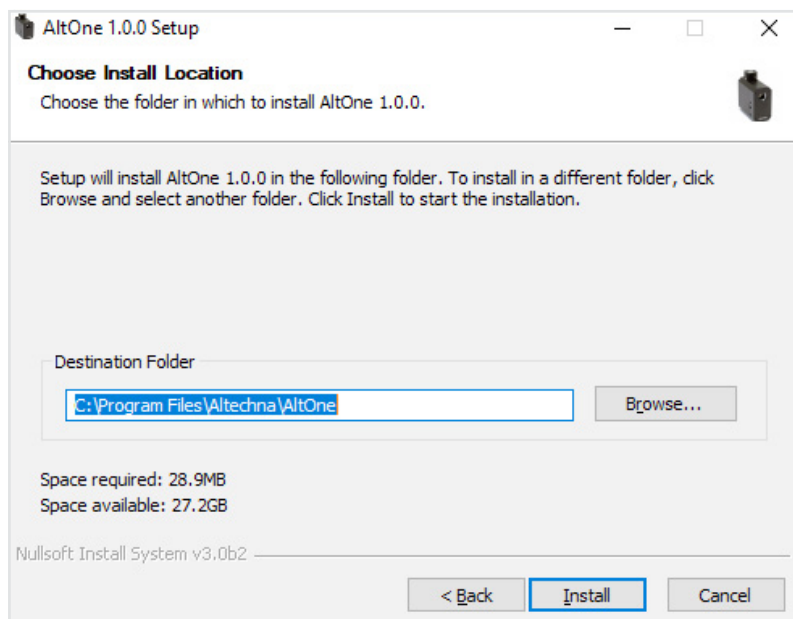 AltOne 1.0.0 Setup
Choose Install Location
Choose the folder in which to install AltOne 1.0.0.
Setup will install AltOne 1.0.0 in the following folder. To install in a different folder, click
Browse and select another folder. Click Install to start the installation.
Destination Folder
C:\Program Files\Altechna\AltOne
Browse...
Space required: 28.9MB
Space available: 27.2GB
Nullsoft Install System v3.0b2
< Back Install Cancel